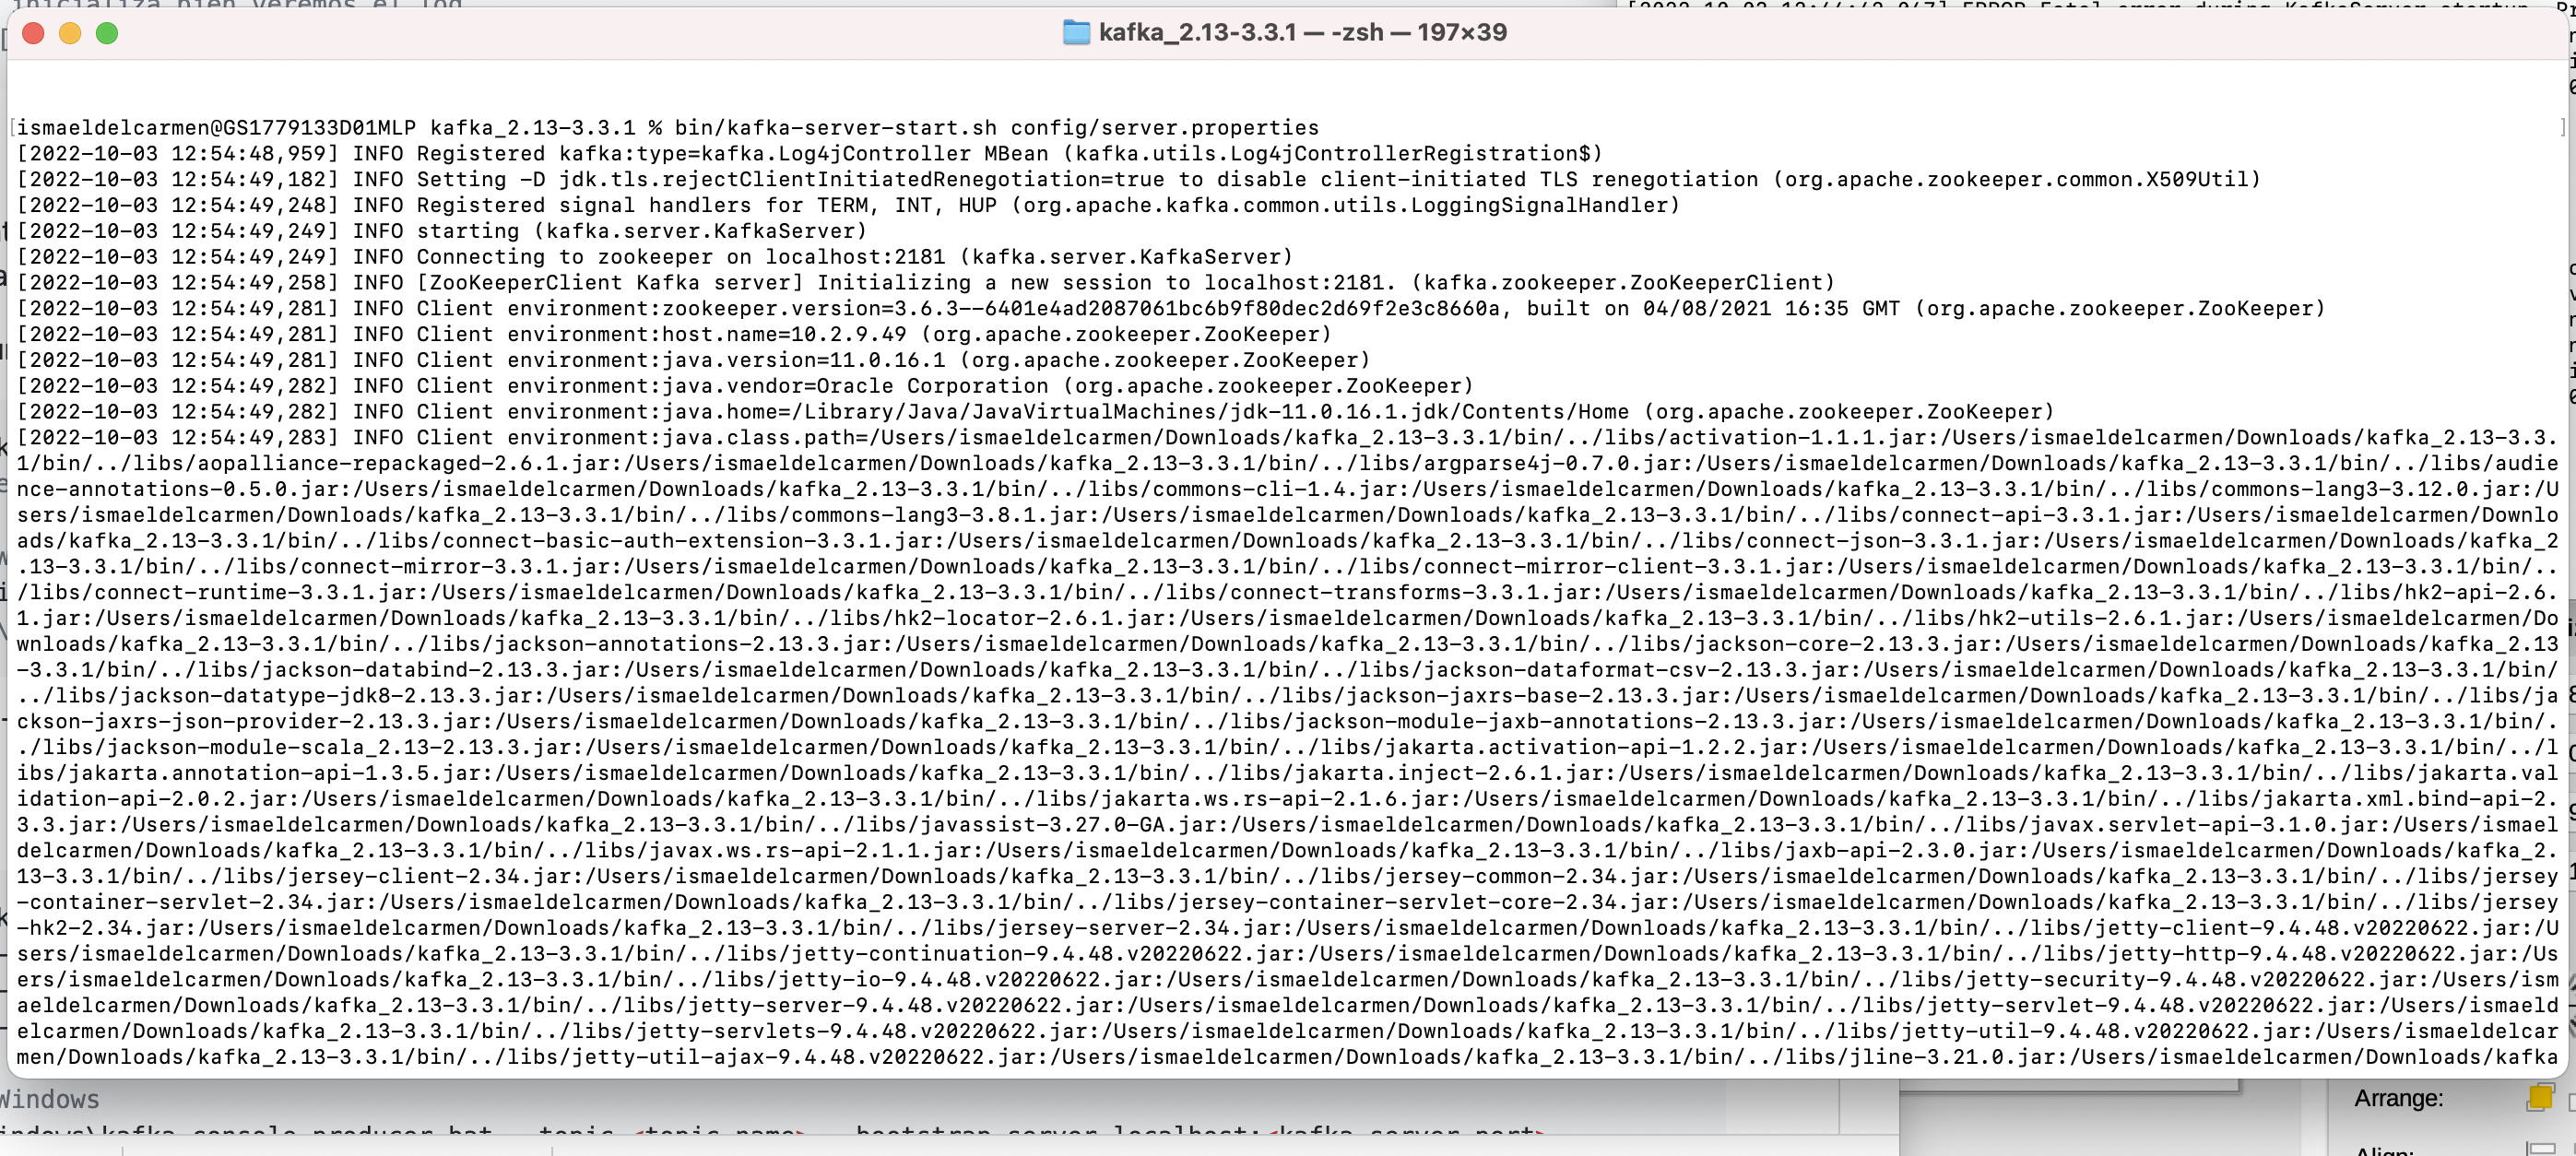 inicializa bien veremos el log
kafka_2.13-3.3.1 — -zsh — 197×39
[ismaeldelcarmen@GS1779133D01MLP kafka_2.13-3.3.1 % bin/kafka-server-start.sh config/server.properties ]
[2022-10-03 12:54:48,959] INFO Registered kafka:type=kafka.Log4jController MBean (kafka.utils.Log4jControllerRegistration$)
[2022-10-03 12:54:49,182] INFO Setting -D jdk.tls.rejectClientInitiatedRenegotiation=true to disable client-initiated TLS renegotiation (org.apache.zookeeper.common.X509Util)
[2022-10-03 12:54:49,248] INFO Registered signal handlers for TERM, INT, HUP (org.apache.kafka.common.utils.LoggingSignalHandler)
[2022-10-03 12:54:49,249] INFO starting (kafka.server.KafkaServer)
[2022-10-03 12:54:49,249] INFO Connecting to zookeeper on localhost:2181 (kafka.server.KafkaServer)
[2022-10-03 12:54:49,258] INFO [ZooKeeperClient Kafka server] Initializing a new session to localhost:2181. (kafka.zookeeper.ZooKeeperClient)
[2022-10-03 12:54:49,281] INFO Client environment:zookeeper.version=3.6.3--6401e4ad2087061bc6b9f80dec2d69f2e3c8660a, built on 04/08/2021 16:35 GMT (org.apache.zookeeper.ZooKeeper)
[2022-10-03 12:54:49,281] INFO Client environment:host.name=10.2.9.49 (org.apache.zookeeper.ZooKeeper)
[2022-10-03 12:54:49,281] INFO Client environment:java.version=11.0.16.1 (org.apache.zookeeper.ZooKeeper)
[2022-10-03 12:54:49,282] INFO Client environment:java.vendor=Oracle Corporation (org.apache.zookeeper.ZooKeeper)
[2022-10-03 12:54:49,282] INFO Client environment:java.home=/Library/Java/JavaVirtualMachines/jdk-11.0.16.1.jdk/Contents/Home (org.apache.zookeeper.ZooKeeper)
[2022-10-03 12:54:49,283] INFO Client environment:java.class.path=/Users/ismaeldelcarmen/Downloads/kafka_2.13-3.3.1/bin/../libs/activation-1.1.1.jar:/Users/ismaeldelcarmen/Downloads/kafka_2.13-3.3.
1/bin/../libs/aopalliance-repackaged-2.6.1.jar:/Users/ismaeldelcarmen/Downloads/kafka_2.13-3.3.1/bin/../libs/argparse4j-0.7.0.jar:/Users/ismaeldelcarmen/Downloads/kafka_2.13-3.3.1/bin/../libs/audie
nce-annotations-0.5.0.jar:/Users/ismaeldelcarmen/Downloads/kafka_2.13-3.3.1/bin/../libs/commons-cli-1.4.jar:/Users/ismaeldelcarmen/Downloads/kafka_2.13-3.3.1/bin/../libs/commons-lang3-3.12.0.jar:/U
sers/ismaeldelcarmen/Downloads/kafka_2.13-3.3.1/bin/../libs/commons-lang3-3.8.1.jar:/Users/ismaeldelcarmen/Downloads/kafka_2.13-3.3.1/bin/../libs/connect-api-3.3.1.jar:/Users/ismaeldelcarmen/Downlo
ads/kafka_2.13-3.3.1/bin/../libs/connect-basic-auth-extension-3.3.1.jar:/Users/ismaeldelcarmen/Downloads/kafka_2.13-3.3.1/bin/../libs/connect-json-3.3.1.jar:/Users/ismaeldelcarmen/Downloads/kafka_2
.13-3.3.1/bin/../libs/connect-mirror-3.3.1.jar:/Users/ismaeldelcarmen/Downloads/kafka_2.13-3.3.1/bin/../libs/connect-mirror-client-3.3.1.jar:/Users/ismaeldelcarmen/Downloads/kafka_2.13-3.3.1/bin/..
/libs/connect-runtime-3.3.1.jar:/Users/ismaeldelcarmen/Downloads/kafka_2.13-3.3.1/bin/../libs/connect-transforms-3.3.1.jar:/Users/ismaeldelcarmen/Downloads/kafka_2.13-3.3.1/bin/../libs/hk2-api-2.6.
1.jar:/Users/ismaeldelcarmen/Downloads/kafka_2.13-3.3.1/bin/../libs/hk2-locator-2.6.1.jar:/Users/ismaeldelcarmen/Downloads/kafka_2.13-3.3.1/bin/../libs/hk2-utils-2.6.1.jar:/Users/ismaeldelcarmen/Do
wnloads/kafka_2.13-3.3.1/bin/../libs/jackson-annotations-2.13.3.jar:/Users/ismaeldelcarmen/Downloads/kafka_2.13-3.3.1/bin/../libs/jackson-core-2.13.3.jar:/Users/ismaeldelcarmen/Downloads/kafka_2.13
-3.3.1/bin/../libs/jackson-databind-2.13.3.jar:/Users/ismaeldelcarmen/Downloads/kafka_2.13-3.3.1/bin/../libs/jackson-dataformat-csv-2.13.3.jar:/Users/ismaeldelcarmen/Downloads/kafka_2.13-3.3.1/bin/
../libs/jackson-datatype-jdk8-2.13.3.jar:/Users/ismaeldelcarmen/Downloads/kafka_2.13-3.3.1/bin/../libs/jackson-jaxrs-base-2.13.3.jar:/Users/ismaeldelcarmen/Downloads/kafka_2.13-3.3.1/bin/../libs/ja
ckson-jaxrs-json-provider-2.13.3.jar:/Users/ismaeldelcarmen/Downloads/kafka_2.13-3.3.1/bin/../libs/jackson-module-jaxb-annotations-2.13.3.jar:/Users/ismaeldelcarmen/Downloads/kafka_2.13-3.3.1/bin/.
./libs/jackson-module-scala_2.13-2.13.3.jar:/Users/ismaeldelcarmen/Downloads/kafka_2.13-3.3.1/bin/../libs/jakarta.activation-api-1.2.2.jar:/Users/ismaeldelcarmen/Downloads/kafka_2.13-3.3.1/bin/../l
ibs/jakarta.annotation-api-1.3.5.jar:/Users/ismaeldelcarmen/Downloads/kafka_2.13-3.3.1/bin/../libs/jakarta.inject-2.6.1.jar:/Users/ismaeldelcarmen/Downloads/kafka_2.13-3.3.1/bin/../libs/jakarta.val
idation-api-2.0.2.jar:/Users/ismaeldelcarmen/Downloads/kafka_2.13-3.3.1/bin/../libs/jakarta.ws.rs-api-2.1.6.jar:/Users/ismaeldelcarmen/Downloads/kafka_2.13-3.3.1/bin/../libs/jakarta.xml.bind-api-2.
3.3.jar:/Users/ismaeldelcarmen/Downloads/kafka_2.13-3.3.1/bin/../libs/javassist-3.27.0-GA.jar:/Users/ismaeldelcarmen/Downloads/kafka_2.13-3.3.1/bin/../libs/javax.servlet-api-3.1.0.jar:/Users/ismael
delcarmen/Downloads/kafka_2.13-3.3.1/bin/../libs/javax.ws.rs-api-2.1.1.jar:/Users/ismaeldelcarmen/Downloads/kafka_2.13-3.3.1/bin/../libs/jaxb-api-2.3.0.jar:/Users/ismaeldelcarmen/Downloads/kafka_2.
13-3.3.1/bin/../libs/jersey-client-2.34.jar:/Users/ismaeldelcarmen/Downloads/kafka_2.13-3.3.1/bin/../libs/jersey-common-2.34.jar:/Users/ismaeldelcarmen/Downloads/kafka_2.13-3.3.1/bin/../libs/jersey
-container-servlet-2.34.jar:/Users/ismaeldelcarmen/Downloads/kafka_2.13-3.3.1/bin/../libs/jersey-container-servlet-core-2.34.jar:/Users/ismaeldelcarmen/Downloads/kafka_2.13-3.3.1/bin/../libs/jersey
-hk2-2.34.jar:/Users/ismaeldelcarmen/Downloads/kafka_2.13-3.3.1/bin/../libs/jersey-server-2.34.jar:/Users/ismaeldelcarmen/Downloads/kafka_2.13-3.3.1/bin/../libs/jetty-client-9.4.48.v20220622.jar:/U
sers/ismaeldelcarmen/Downloads/kafka_2.13-3.3.1/bin/../libs/jetty-continuation-9.4.48.v20220622.jar:/Users/ismaeldelcarmen/Downloads/kafka_2.13-3.3.1/bin/../libs/jetty-http-9.4.48.v20220622.jar:/Us
ers/ismaeldelcarmen/Downloads/kafka_2.13-3.3.1/bin/../libs/jetty-io-9.4.48.v20220622.jar:/Users/ismaeldelcarmen/Downloads/kafka_2.13-3.3.1/bin/../libs/jetty-security-9.4.48.v20220622.jar:/Users/ism
aeldelcarmen/Downloads/kafka_2.13-3.3.1/bin/../libs/jetty-server-9.4.48.v20220622.jar:/Users/ismaeldelcarmen/Downloads/kafka_2.13-3.3.1/bin/../libs/jetty-servlet-9.4.48.v20220622.jar:/Users/ismaeld
elcarmen/Downloads/kafka_2.13-3.3.1/bin/../libs/jetty-servlets-9.4.48.v20220622.jar:/Users/ismaeldelcarmen/Downloads/kafka_2.13-3.3.1/bin/../libs/jetty-util-9.4.48.v20220622.jar:/Users/ismaeldelcar
men/Downloads/kafka_2.13-3.3.1/bin/../libs/jetty-util-ajax-9.4.48.v20220622.jar:/Users/ismaeldelcarmen/Downloads/kafka_2.13-3.3.1/bin/../libs/jline-3.21.0.jar:/Users/ismaeldelcarmen/Downloads/kafka
Windows
Arrange:
Align: